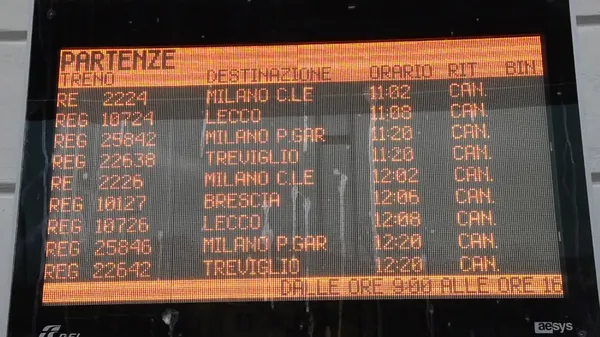 PARTENZE
TRENO DESTINAZIONE ORARIO RIT BIN.
RE 2224 MILANO C.LE 11:02 CAN.
REG 10724 LECCO 11:08 CAN.
REG 25842 MILANO P.GAR 11:20 CAN.
REG 22638 TREVIGLIO 11:20 CAN.
RE 2226 MILANO C.LE 12:02 CAN.
REG 10127 BRESCIA 12:06 CAN.
REG 10726 LECCO 12:08 CAN.
REG 25846 MILANO P.GAR 12:20 CAN.
REG 22642 TREVIGLIO 12:20 CAN.
DALLE ORE 9:00 ALLE ORE 16
aesys